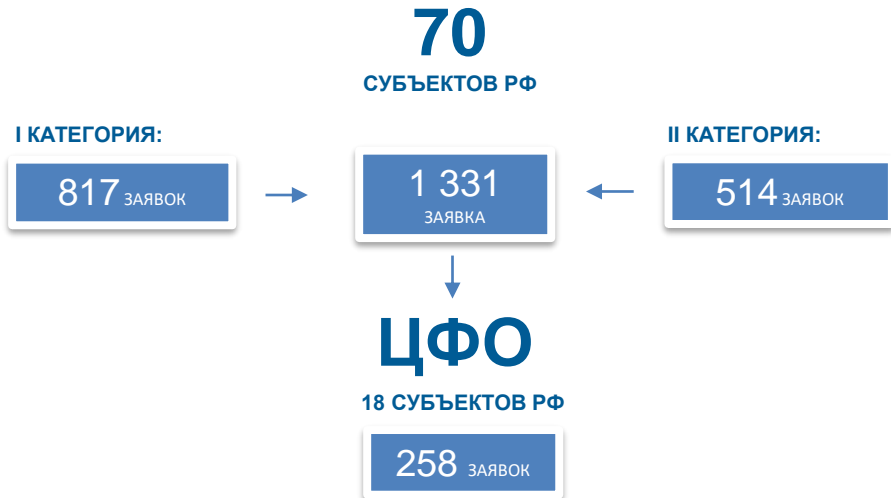 70
СУБЪЕКТОВ РФ
I КАТЕГОРИЯ:
II КАТЕГОРИЯ:
817 ЗАЯВОК
1 331
ЗАЯВКА
514 ЗАЯВОК
ЦФО
18 СУБЪЕКТОВ РФ
258 ЗАЯВОК